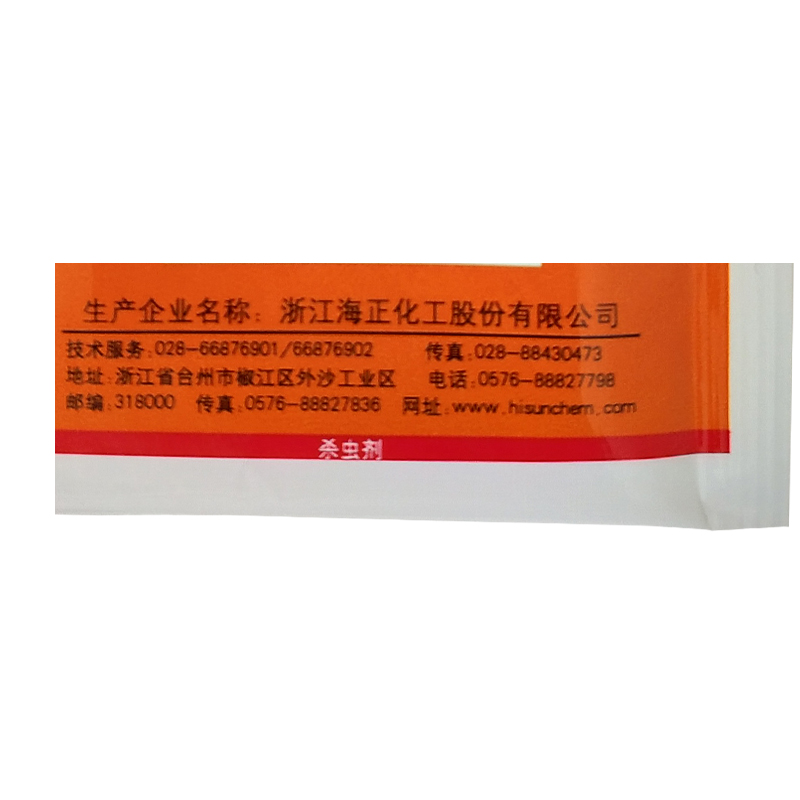 生产企业名称：浙江海正化工股份有限公司
技术服务:028-66876901/66876902 传真:028-88430473
地址:浙江省台州市椒江区外沙工业区 电话:0576-88827798
邮编:318000 传真:0576-88827836 网址:www.hisunchem.com
杀虫剂